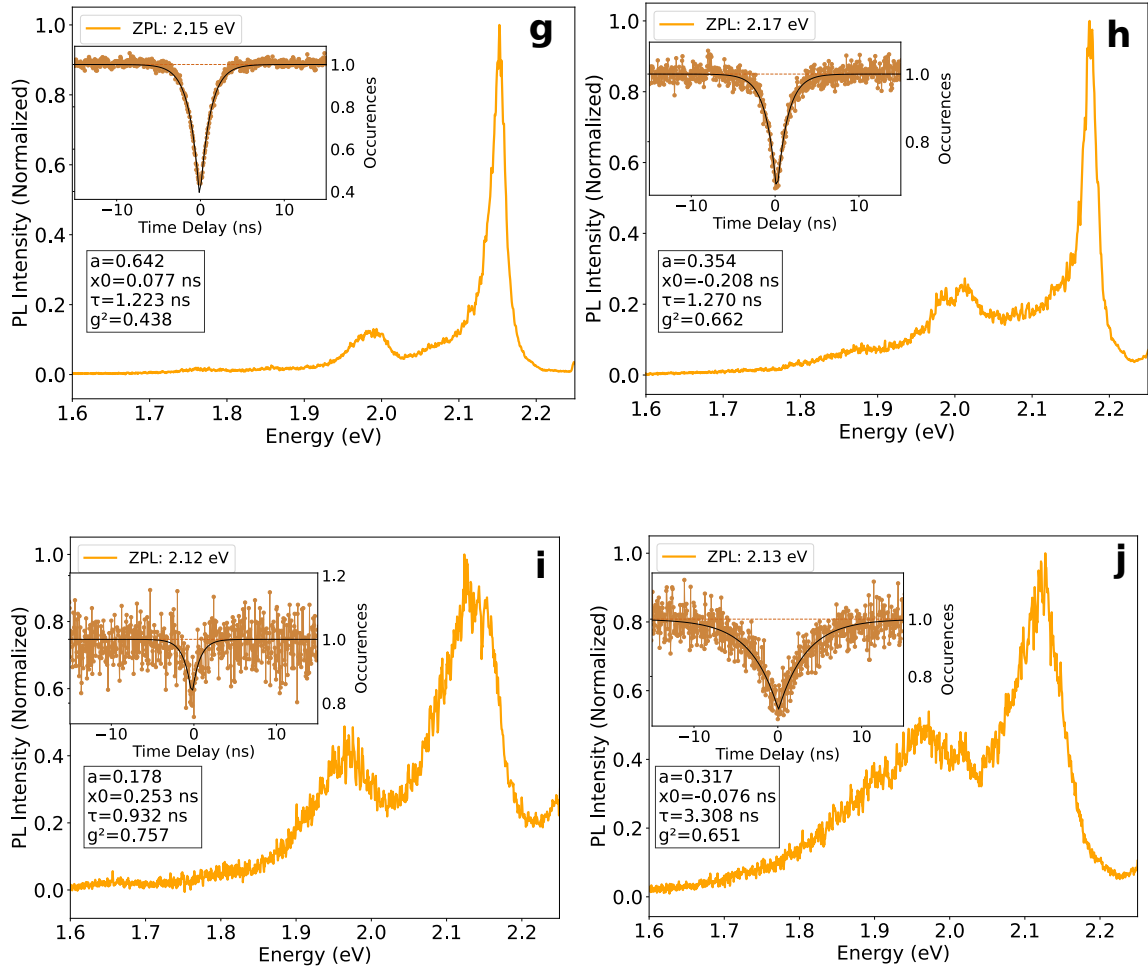 g
ZPL: 2.15 eV
PL Intensity (Normalized)
1.0
0.8
0.6
0.4
0.2
0.0
1.0
0.8
0.6
0.4
Occurences
−10
0
10
Time Delay (ns)
a=0.642
x0=0.077 ns
τ=1.223 ns
g²=0.438
1.6 1.7 1.8 1.9 2.0 2.1 2.2
Energy (eV)
h
ZPL: 2.17 eV
PL Intensity (Normalized)
1.0
0.8
0.6
0.4
0.2
0.0
1.0
0.8
Occurences
−10
0
10
Time Delay (ns)
a=0.354
x0=-0.208 ns
τ=1.270 ns
g²=0.662
1.6 1.7 1.8 1.9 2.0 2.1 2.2
Energy (eV)
i
ZPL: 2.12 eV
PL Intensity (Normalized)
1.0
0.8
0.6
0.4
0.2
0.0
1.2
1.0
0.8
Occurences
−10
0
10
Time Delay (ns)
a=0.178
x0=0.253 ns
τ=0.932 ns
g²=0.757
1.6 1.7 1.8 1.9 2.0 2.1 2.2
Energy (eV)
j
ZPL: 2.13 eV
PL Intensity (Normalized)
1.0
0.8
0.6
0.4
0.2
0.0
1.0
0.8
Occurences
−10
0
10
Time Delay (ns)
a=0.317
x0=-0.076 ns
τ=3.308 ns
g²=0.651
1.6 1.7 1.8 1.9 2.0 2.1 2.2
Energy (eV)